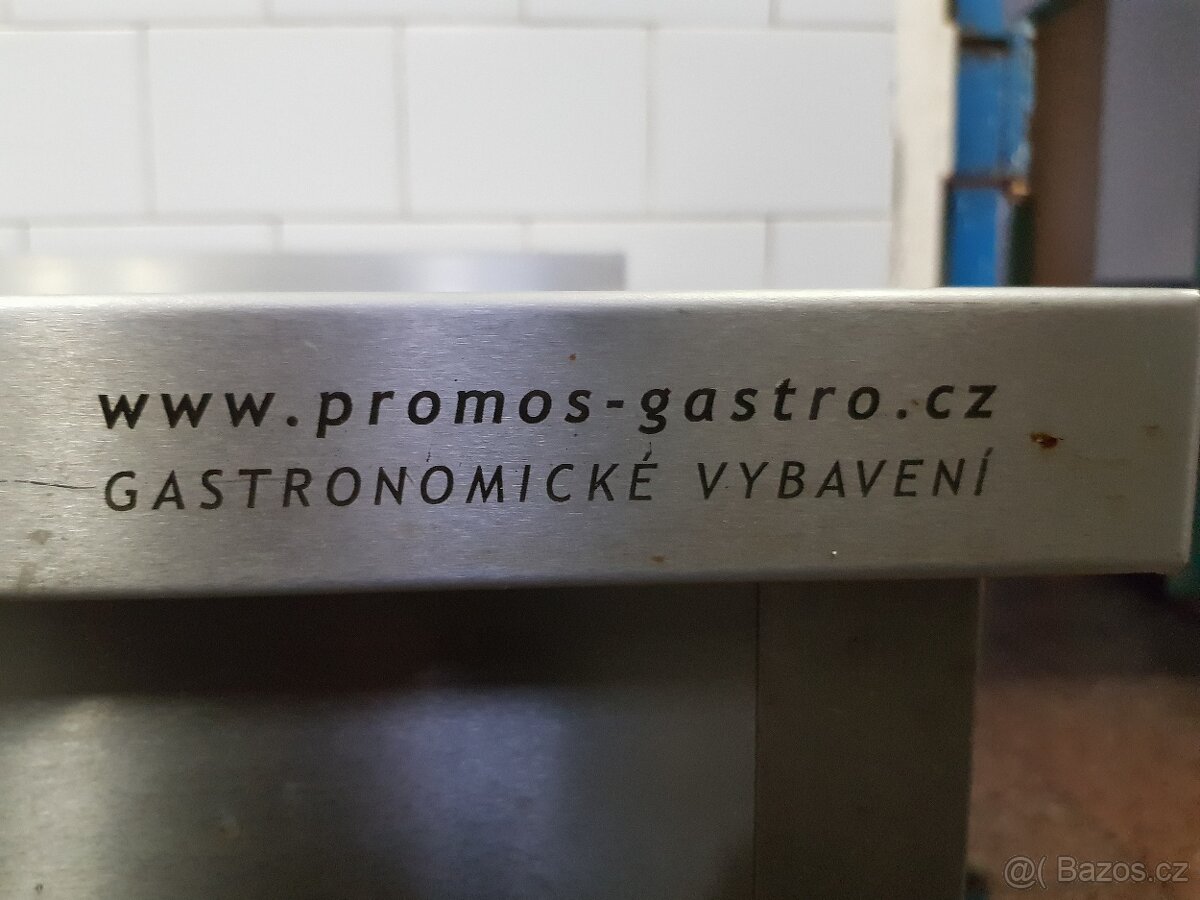 www.promos-gastro.cz
GASTRONOMICKÉ VYBAVENÍ
@( Bazos.cz